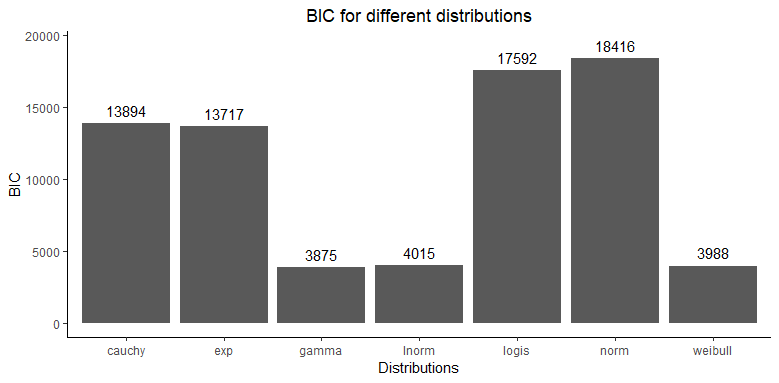 BIC for different distributions
20000
15000
10000
5000
0
BIC
13894
13717
3875
4015
17592
18416
3988
cauchy
exp
gamma
lnorm
logis
norm
weibull
Distributions